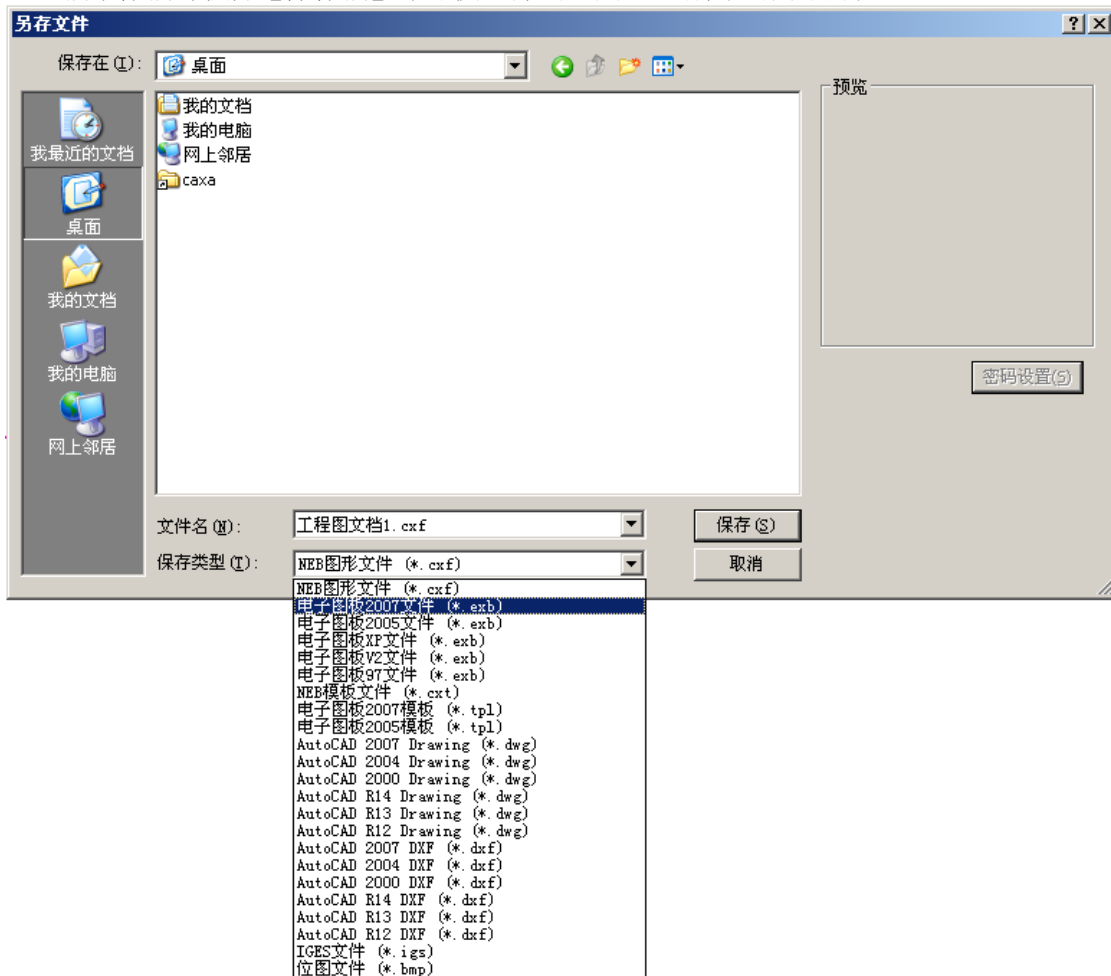 另存文件
保存在(I):
桌面
预览
我的文档
我的电脑
网上邻居
caxa
我最近的文档
桌面
我的文档
我的电脑
网上邻居
密码设置(S)
文件名(N):
工程图文档1.cxf
保存(S)
保存类型(T):
NEB图形文件 (*.cxf)
取消
NEB图形文件 (*.cxf)
电子图板2007文件 (*.exb)
电子图板2005文件 (*.exb)
电子图板XP文件 (*.exb)
电子图板V2文件 (*.exb)
电子图板97文件 (*.exb)
NEB模板文件 (*.cxt)
电子图板2007模板 (*.tpl)
电子图板2005模板 (*.tpl)
AutoCAD 2007 Drawing (*.dwg)
AutoCAD 2004 Drawing (*.dwg)
AutoCAD 2000 Drawing (*.dwg)
AutoCAD R14 Drawing (*.dwg)
AutoCAD R13 Drawing (*.dwg)
AutoCAD R12 Drawing (*.dwg)
AutoCAD 2007 DXF (*.dxf)
AutoCAD 2004 DXF (*.dxf)
AutoCAD 2000 DXF (*.dxf)
AutoCAD R14 DXF (*.dxf)
AutoCAD R13 DXF (*.dxf)
AutoCAD R12 DXF (*.dxf)
IGES文件 (*.igs)
位图文件 (*.bmp)